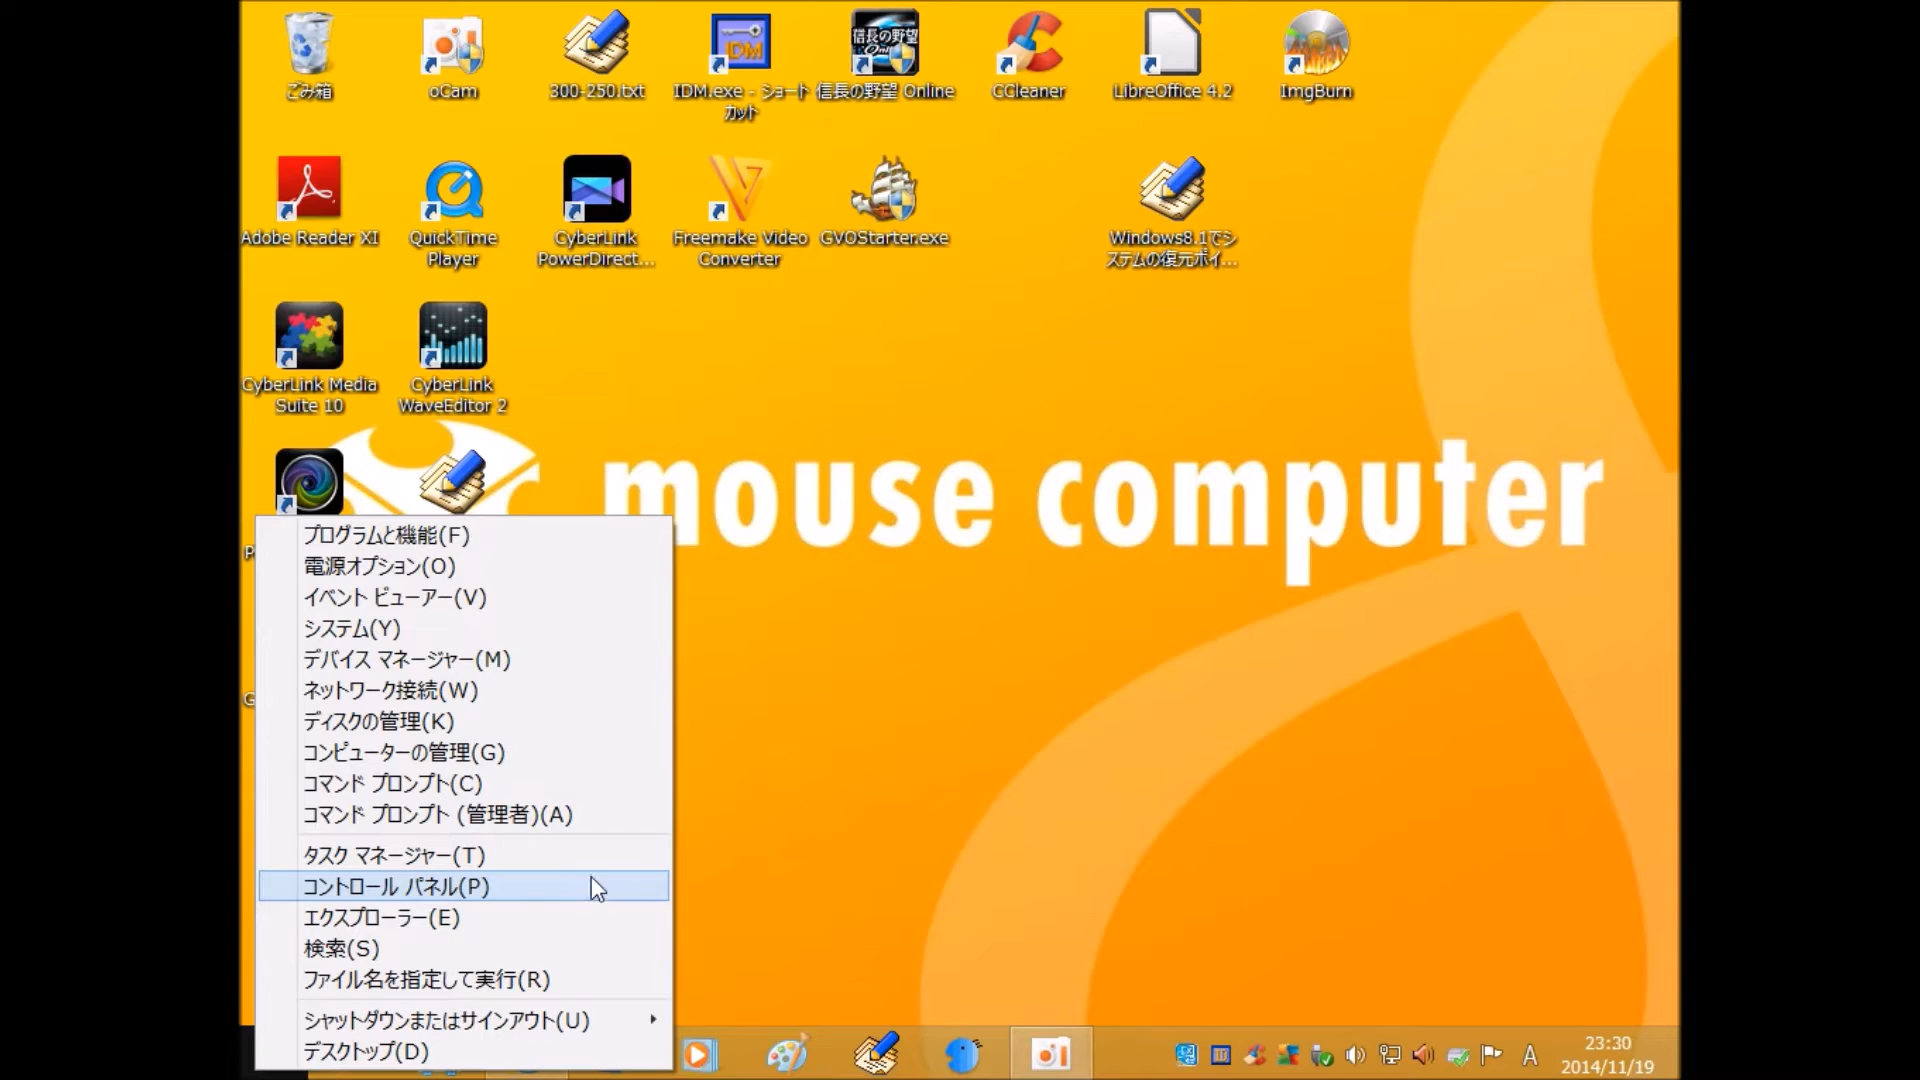 ごみ箱
oCam
300-250.txt
IDM.exe - ショート
カット
信長の野望 Online
CCleaner
LibreOffice 4.2
ImgBurn
Adobe Reader XI
QuickTime
Player
CyberLink
PowerDirect...
Freemake Video
Converter
GVOStarter.exe
Windows8.1でシ
ステムの復元ポイ...
CyberLink Media
Suite 10
CyberLink
WaveEditor 2
mouse computer
プログラムと機能(F)
電源オプション(O)
イベント ビューアー(V)
システム(Y)
デバイス マネージャー(M)
ネットワーク接続(W)
ディスクの管理(K)
コンピューターの管理(G)
コマンド プロンプト(C)
コマンド プロンプト (管理者)(A)
タスク マネージャー(T)
コントロール パネル(P)
エクスプローラー(E)
検索(S)
ファイル名を指定して実行(R)
シャットダウンまたはサインアウト(U)
デスクトップ(D)
A
23:30
2014/11/19